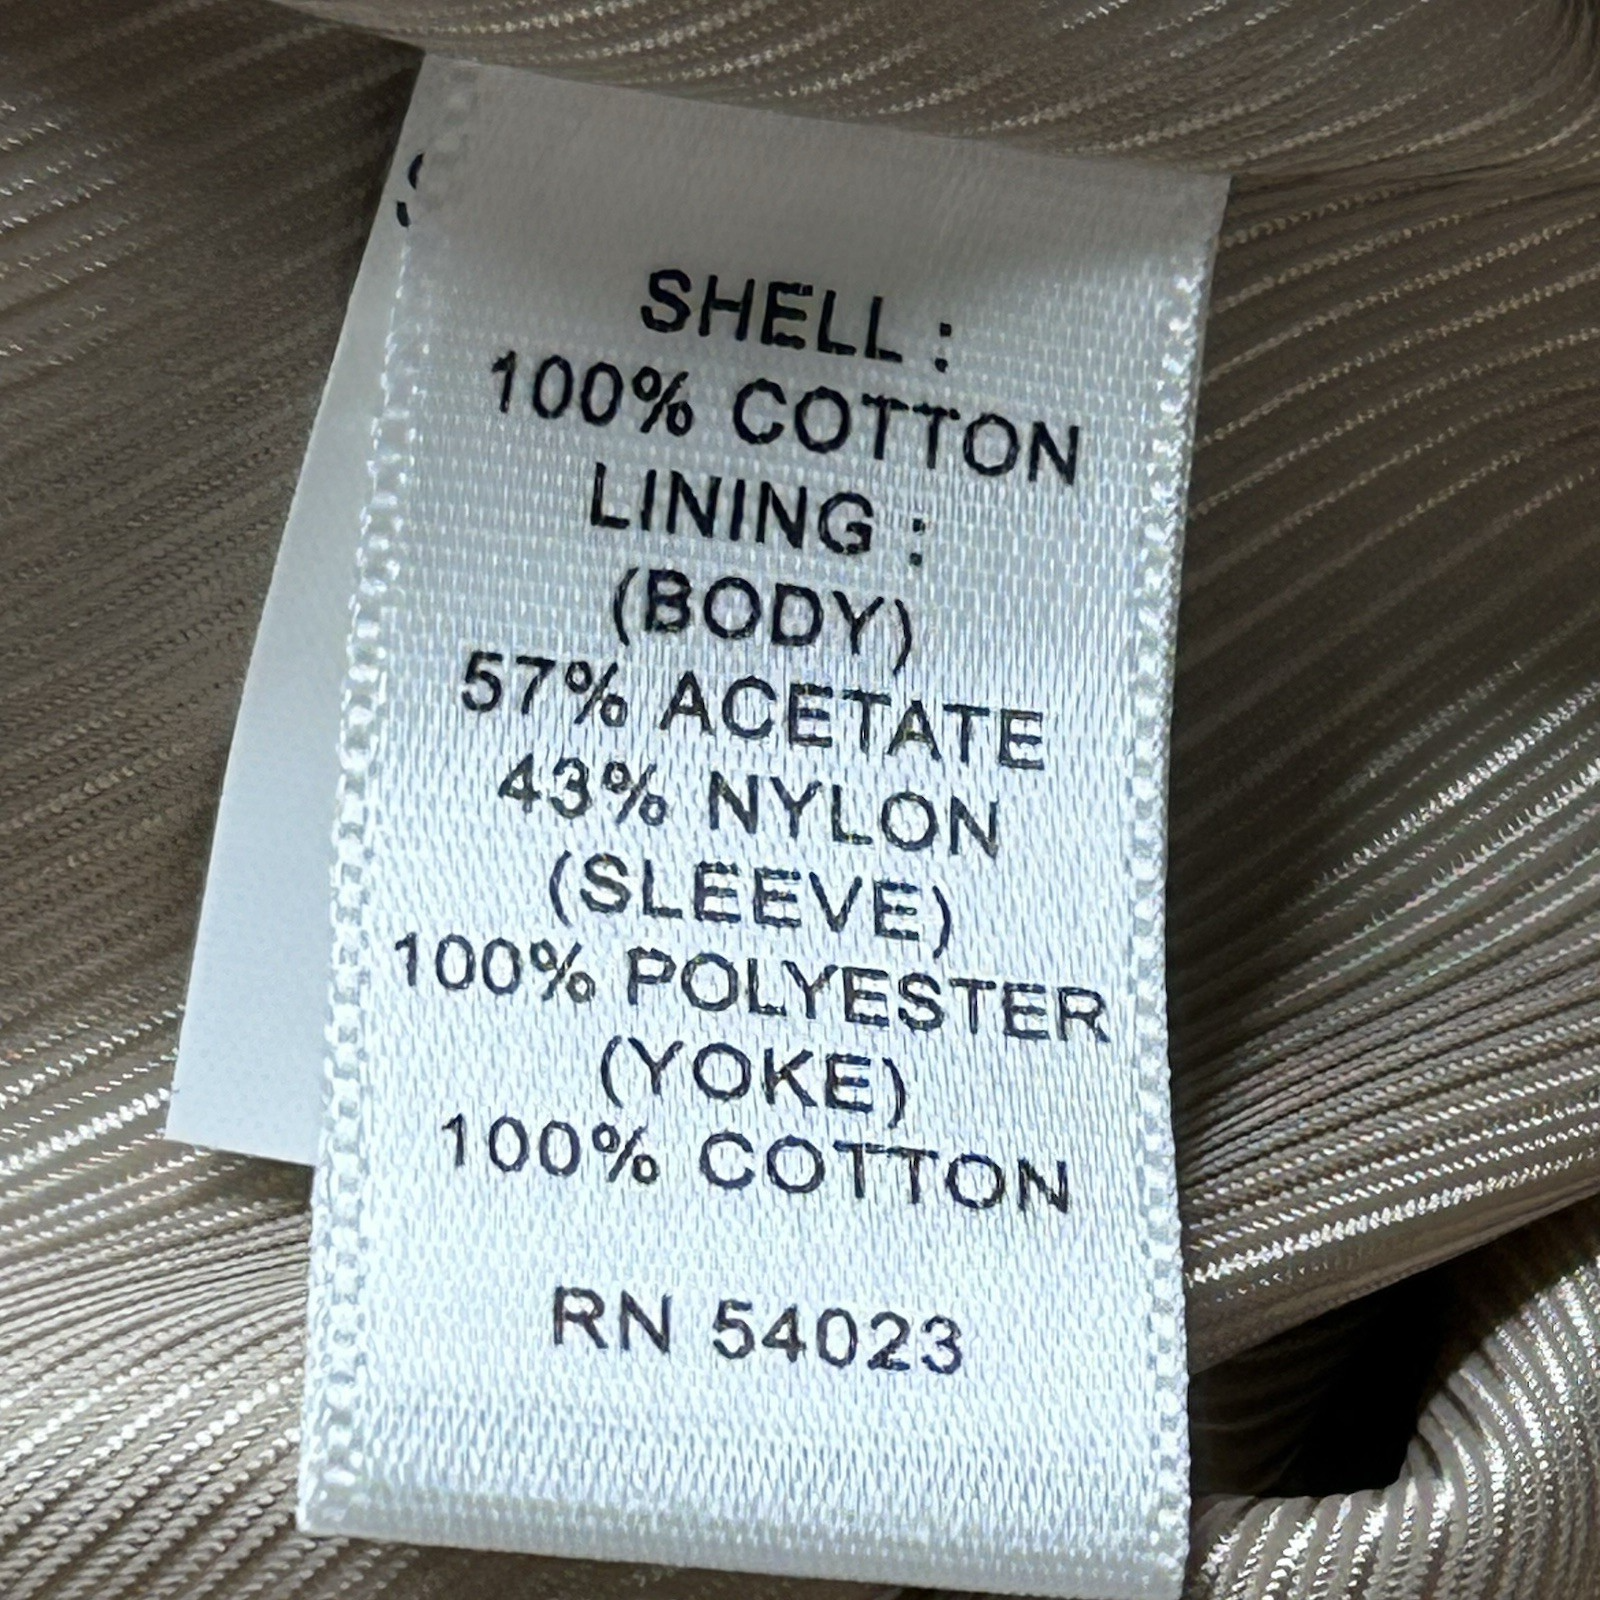 SHELL :
100% COTTON
LINING :
(BODY)
57% ACETATE
43% NYLON
(SLEEVE)
100% POLYESTER
(YOKE)
100% COTTON
RN 54023